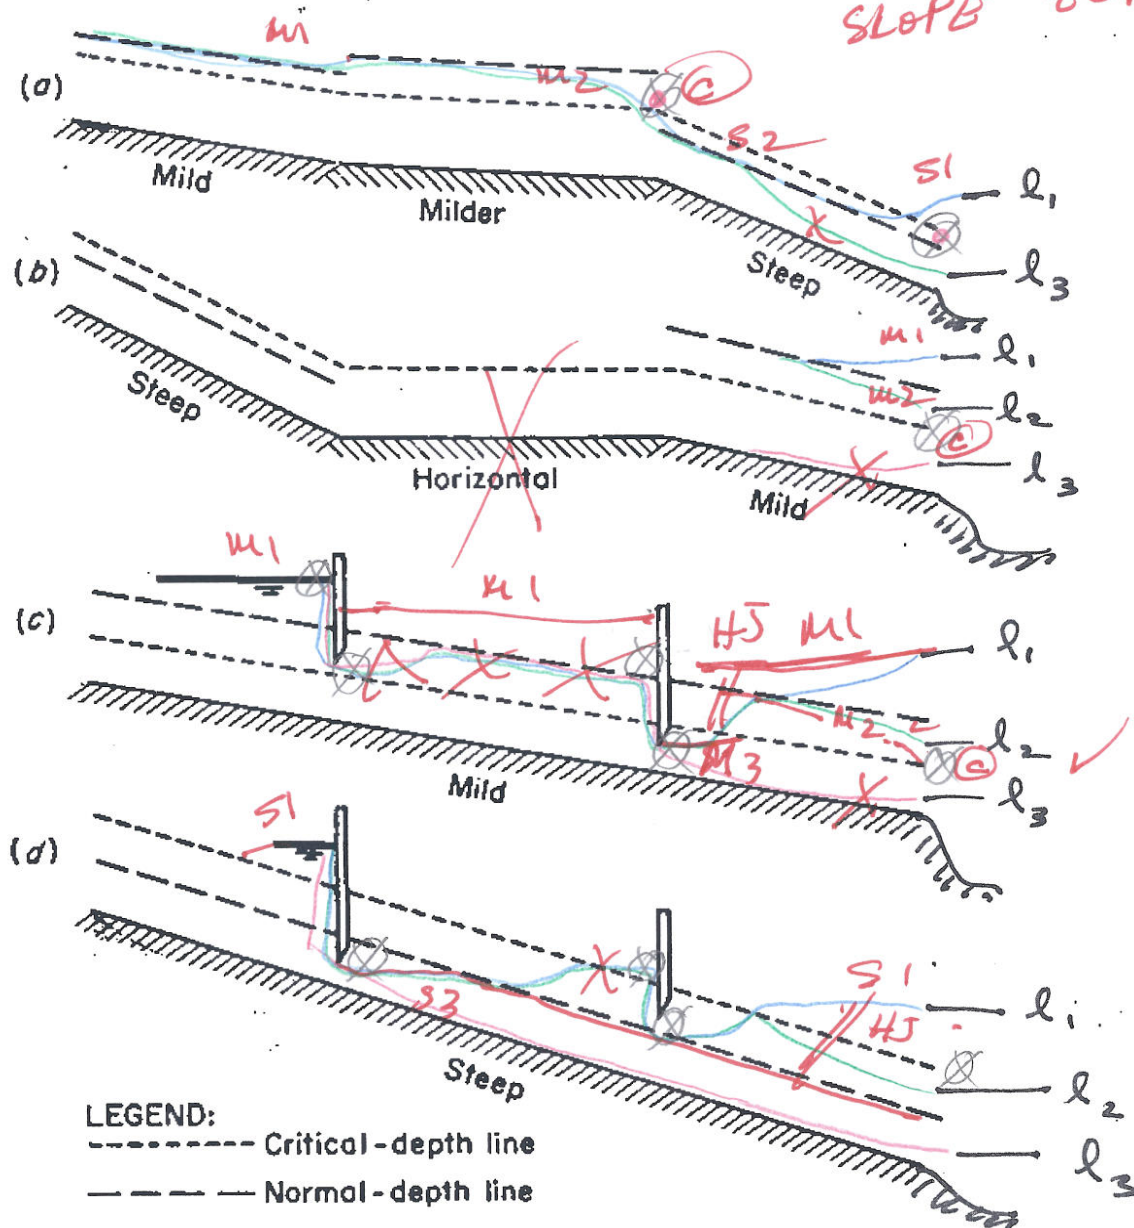 SLOPE
M1
(a)
M2
C
S2
S1
l1
Mild
Milder
X
Steep
l3
(b)
M1
l1
Steep
M2
l2
C
Horizontal
X
l3
Mild
M1
M1
(c)
HJ M1
l1
X X X
M2
l2
C
M3
X
l3
Mild
S1
(d)
X
S1
S3
HJ
l1
Steep
l2
LEGEND:
Critical-depth line
l3
Normal-depth line